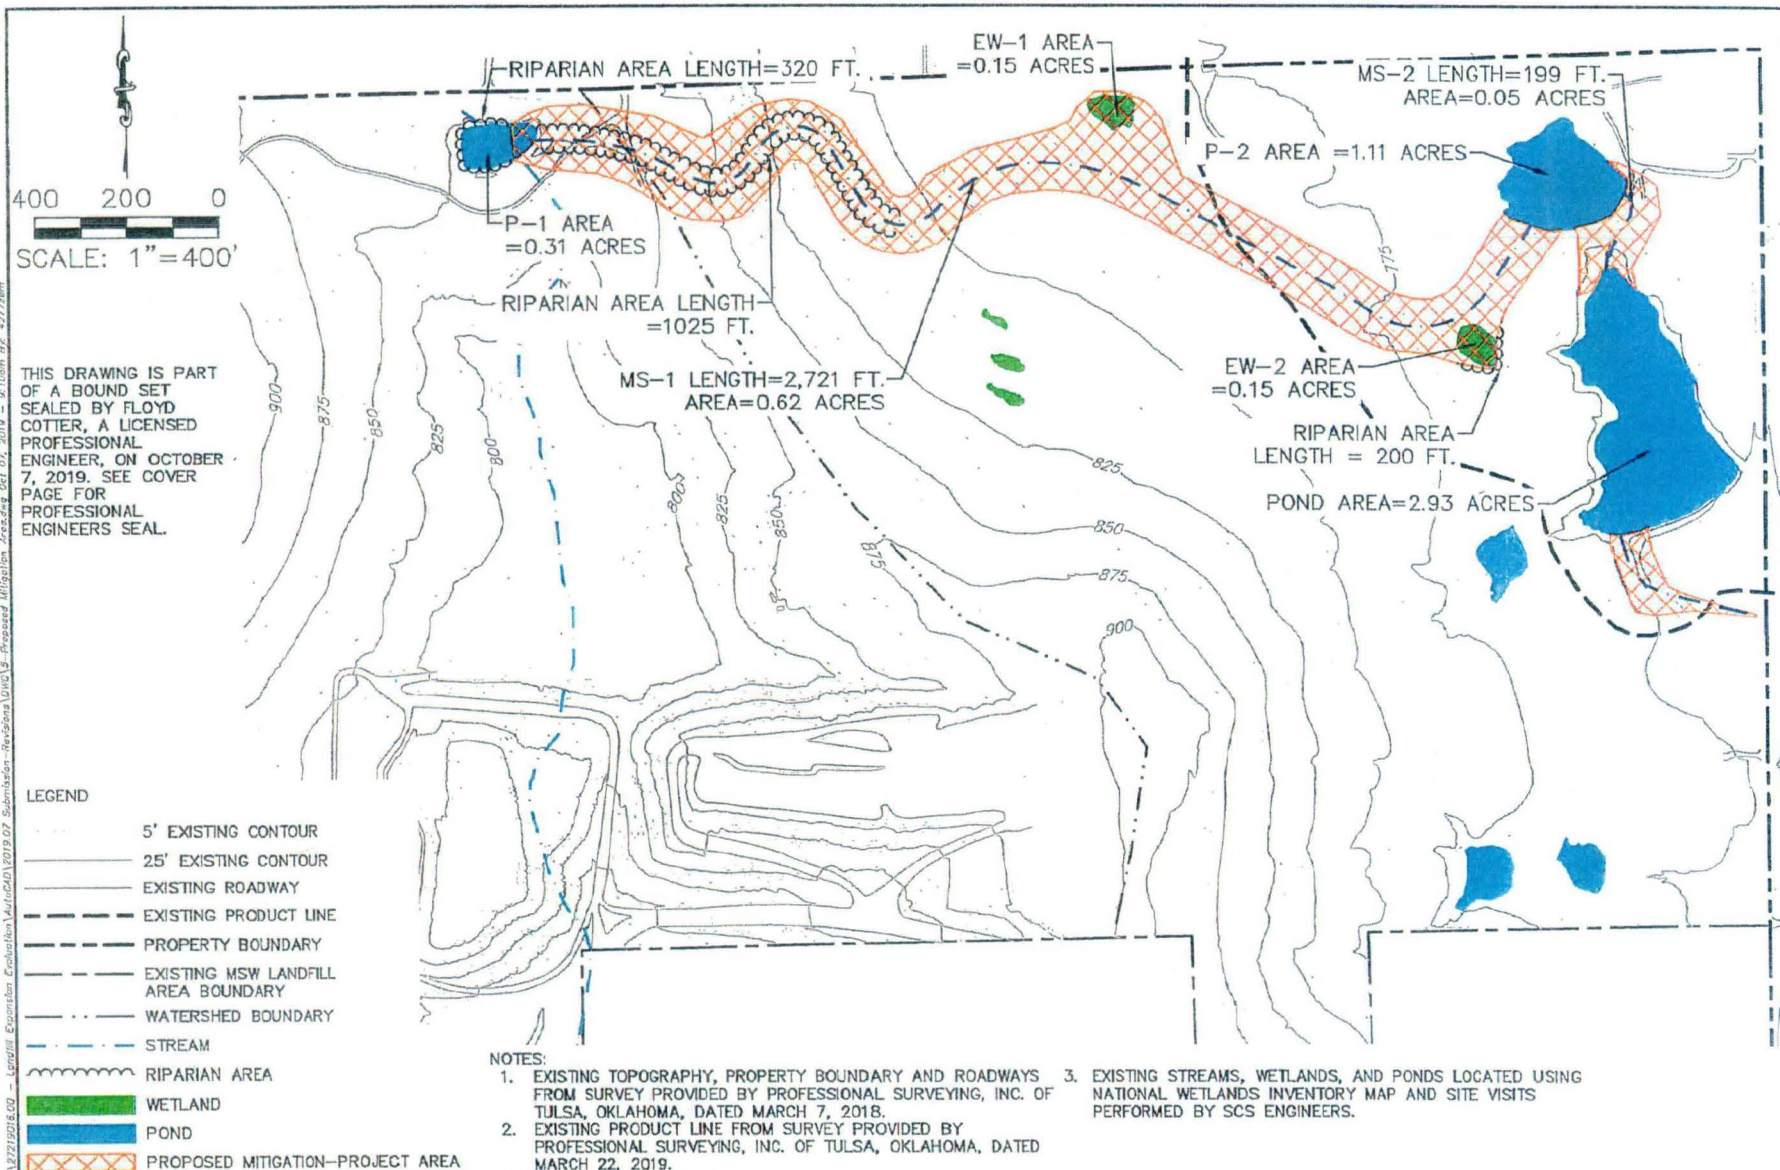 RIPARIAN AREA LENGTH=320 FT.
EW-1 AREA
=0.15 ACRES
MS-2 LENGTH=199 FT.
AREA=0.05 ACRES
P-2 AREA =1.11 ACRES
400 200 0
SCALE: 1"=400'
P-1 AREA
=0.31 ACRES
RIPARIAN AREA LENGTH
=1025 FT.
775
MS-1 LENGTH=2,721 FT.
AREA=0.62 ACRES
EW-2 AREA
=0.15 ACRES
RIPARIAN AREA
LENGTH = 200 FT.
POND AREA=2.93 ACRES
THIS DRAWING IS PART
OF A BOUND SET
SEALED BY FLOYD
COTTER, A LICENSED
PROFESSIONAL
ENGINEER, ON OCTOBER
7, 2019. SEE COVER
PAGE FOR
PROFESSIONAL
ENGINEERS SEAL.
900
875
850
825
800
800
825
850
875
825
850
875
900
LEGEND
5' EXISTING CONTOUR
25' EXISTING CONTOUR
EXISTING ROADWAY
EXISTING PRODUCT LINE
PROPERTY BOUNDARY
EXISTING MSW LANDFILL
AREA BOUNDARY
WATERSHED BOUNDARY
STREAM
RIPARIAN AREA
WETLAND
POND
PROPOSED MITIGATION-PROJECT AREA
NOTES:
1. EXISTING TOPOGRAPHY, PROPERTY BOUNDARY AND ROADWAYS
FROM SURVEY PROVIDED BY PROFESSIONAL SURVEYING, INC. OF
TULSA, OKLAHOMA, DATED MARCH 7, 2018.
2. EXISTING PRODUCT LINE FROM SURVEY PROVIDED BY
PROFESSIONAL SURVEYING, INC. OF TULSA, OKLAHOMA, DATED
MARCH 22, 2019.
3. EXISTING STREAMS, WETLANDS, AND PONDS LOCATED USING
NATIONAL WETLANDS INVENTORY MAP AND SITE VISITS
PERFORMED BY SCS ENGINEERS.